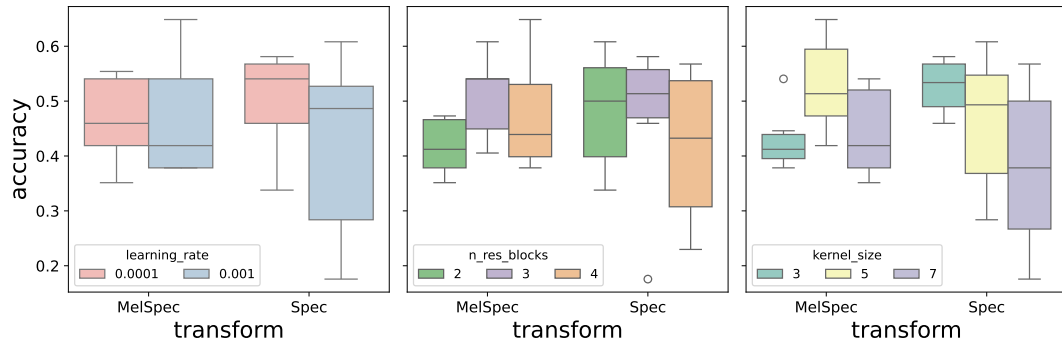 accuracy
0.6
0.5
0.4
0.3
0.2
learning_rate
0.0001 0.001
MelSpec Spec
transform
n_res_blocks
2 3 4
MelSpec Spec
transform
kernel_size
3 5 7
MelSpec Spec
transform